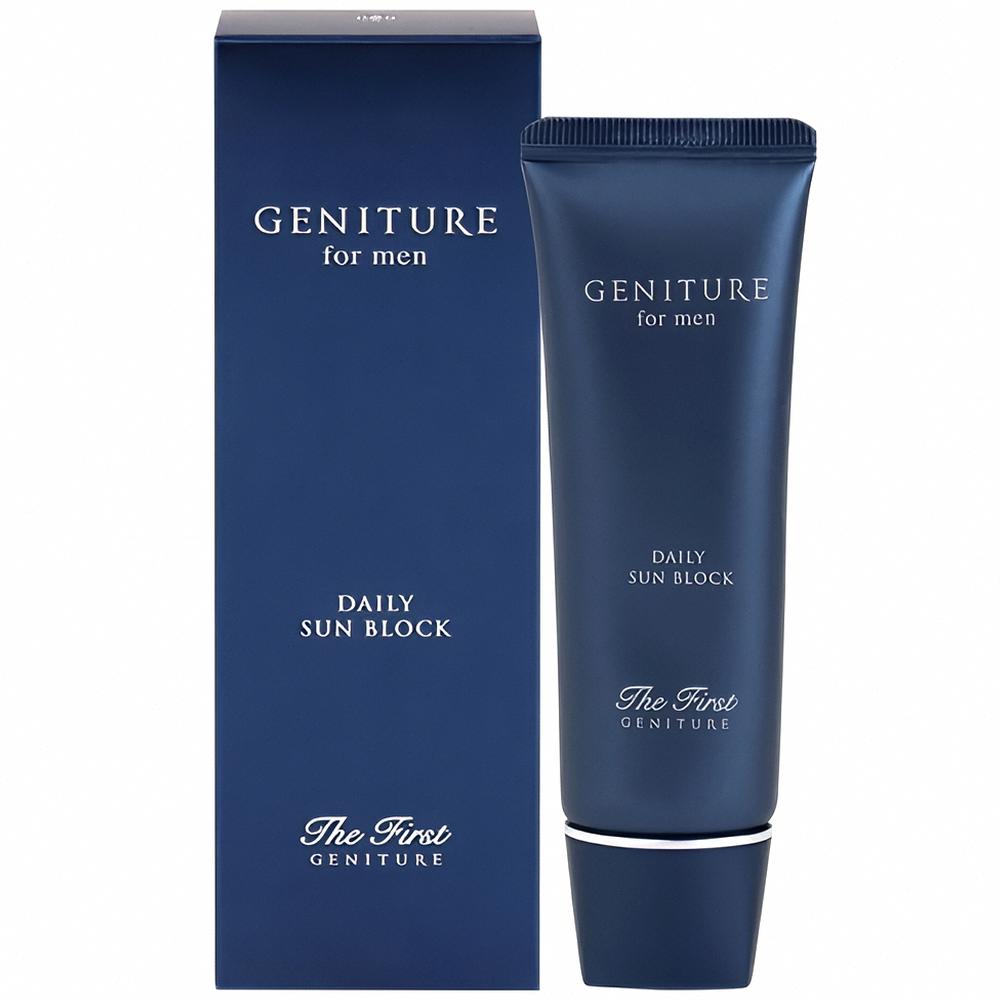 GENITURE
for men
DAILY
SUN BLOCK
The First
GENITURE
GENITURE
for men
DAILY
SUN BLOCK
The First
GENITURE